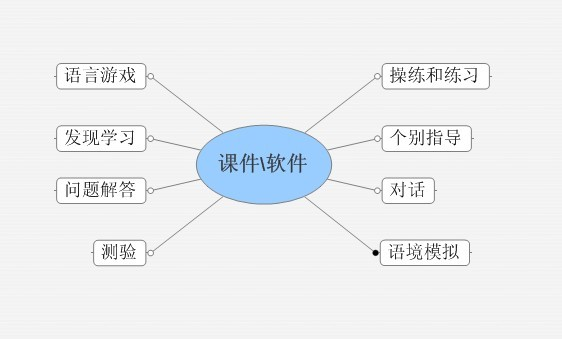 语言游戏
操练和练习
发现学习
个别指导
课件\软件
问题解答
对话
测验
语境模拟